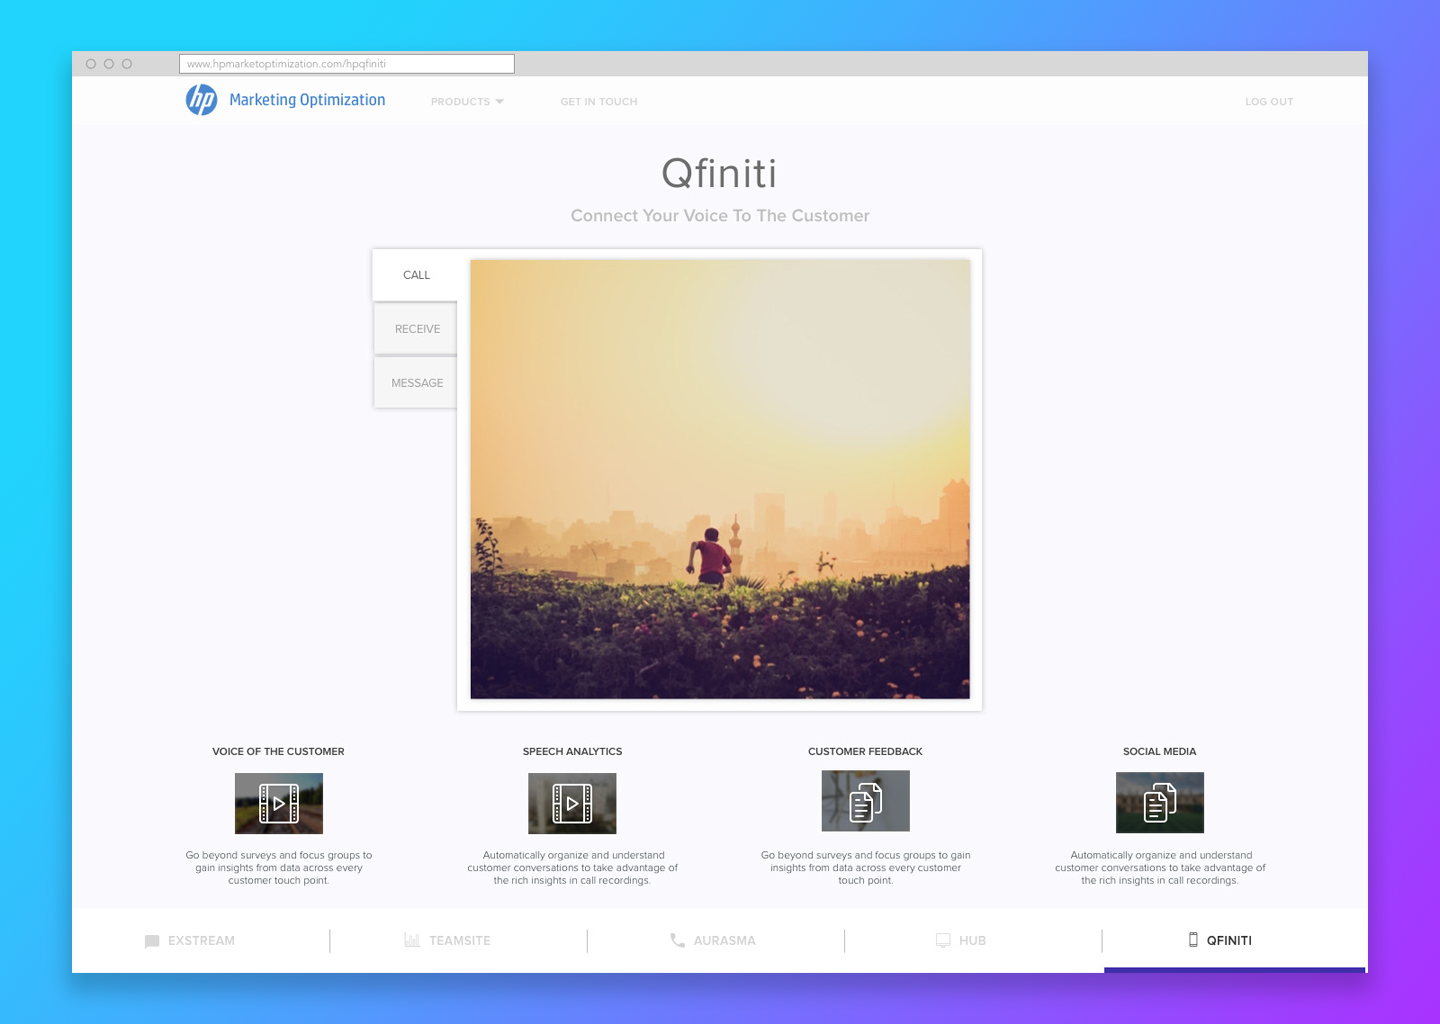 www.hpmarketoptimization.com/hpqfiniti
hp Marketing Optimization PRODUCTS GET IN TOUCH LOG OUT
Qfiniti
Connect Your Voice To The Customer
CALL
RECEIVE
MESSAGE
VOICE OF THE CUSTOMER
Go beyond surveys and focus groups to
gain insights from data across every
customer touch point.
SPEECH ANALYTICS
Automatically organize and understand
customer conversations to take advantage of
the rich insights in call recordings.
CUSTOMER FEEDBACK
Go beyond surveys and focus groups to gain
insights from data across every customer
touch point.
SOCIAL MEDIA
Automatically organize and understand
customer conversations to take advantage of
the rich insights in call recordings.
EXSTREAM TEAMSITE AURASMA HUB QFINITI